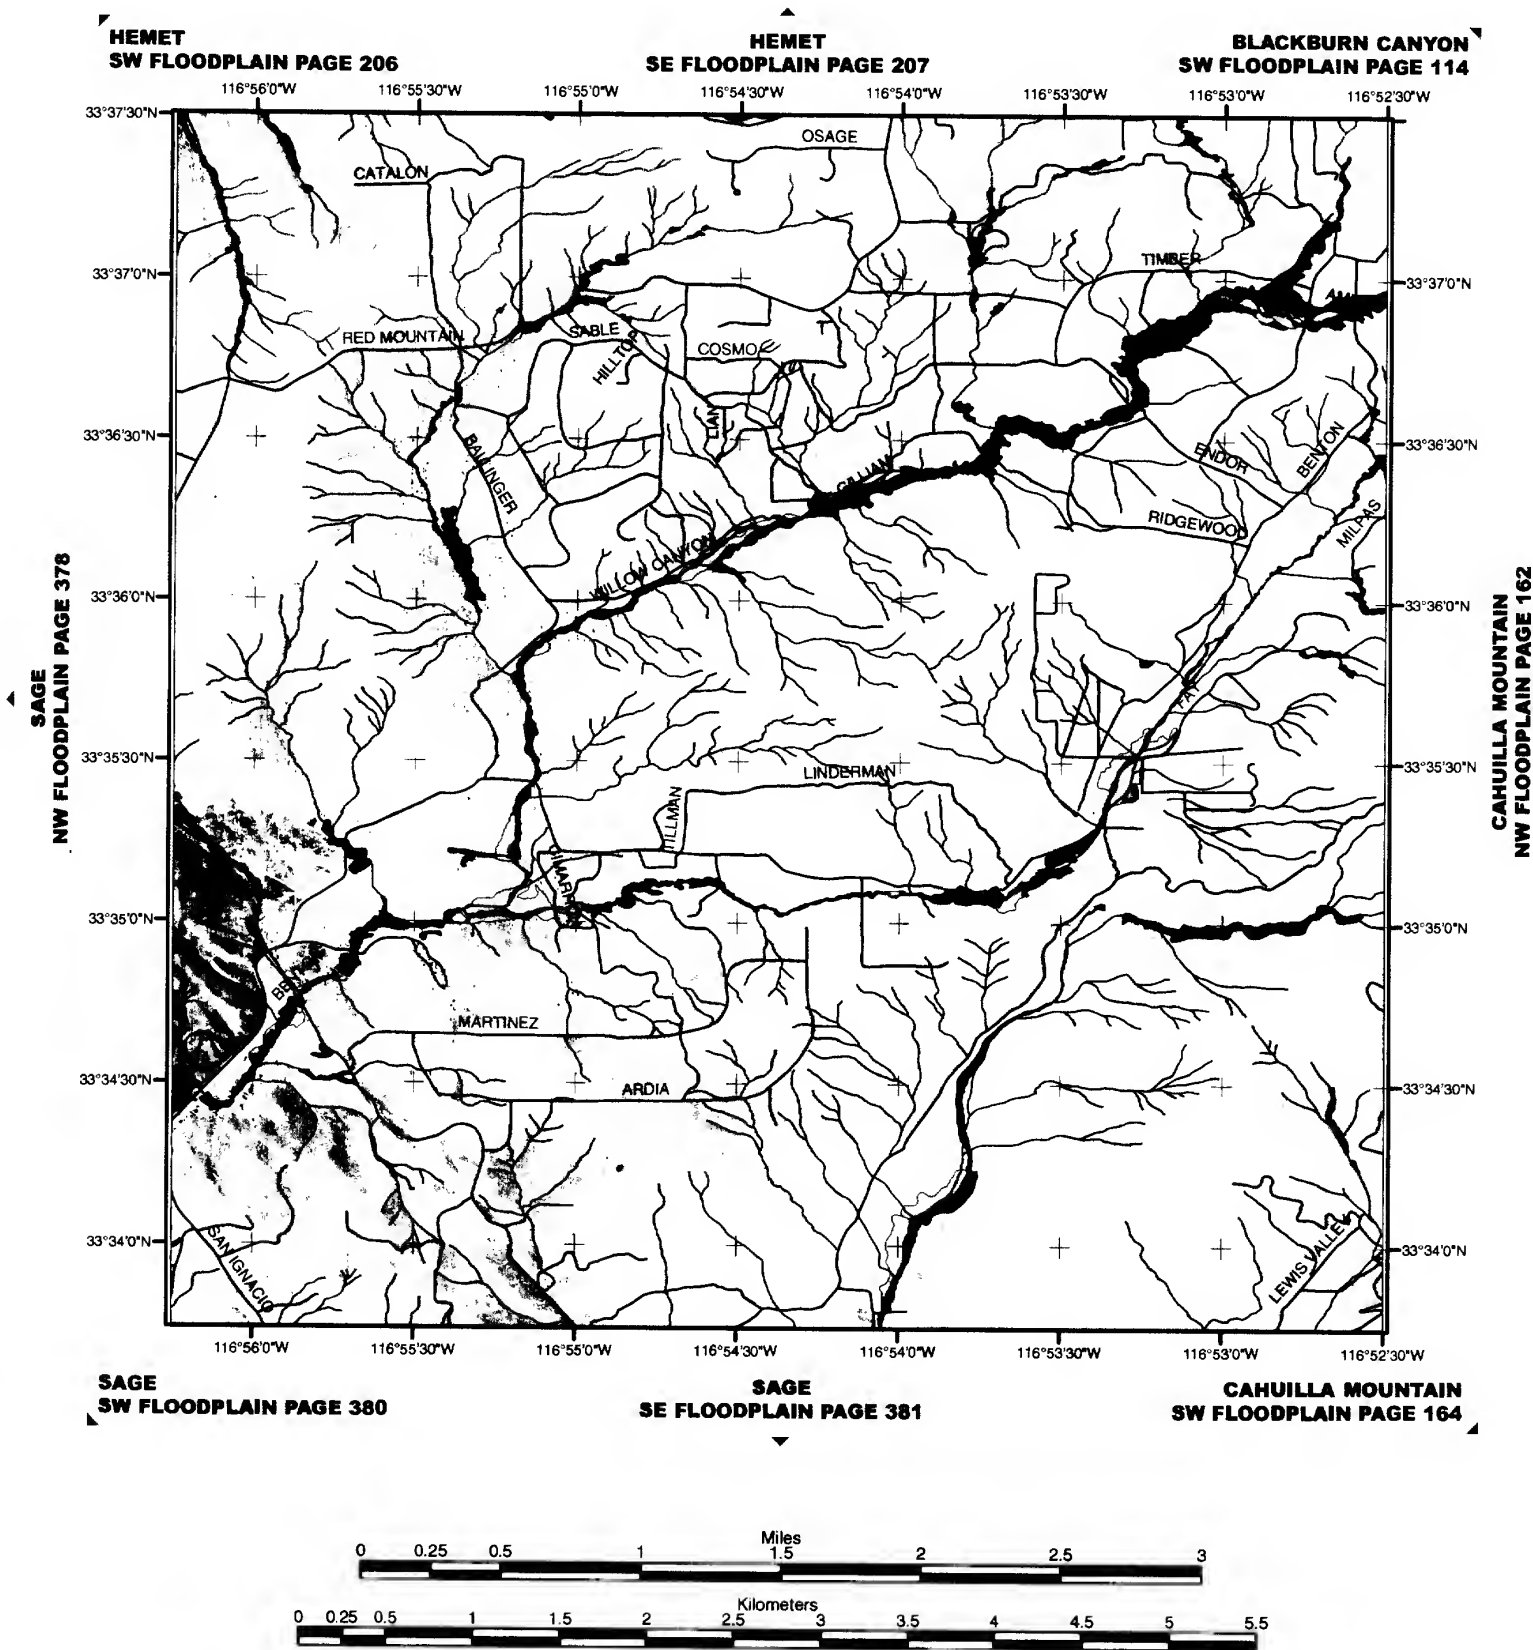 HEMET
SW FLOODPLAIN PAGE 206
HEMET
SE FLOODPLAIN PAGE 207
BLACKBURN CANYON
SW FLOODPLAIN PAGE 114
116°56'0"W
116°55'30"W
116°55'0"W
116°54'30"W
116°54'0"W
116°53'30"W
116°53'0"W
116°52'30"W
33°37'30"N
OSAGE
CATALON
TIMBER
33°37'0"N
33°37'0"N
RED MOUNTAIN
SABLE
HILLTOP
COSMO
LIAN
33°36'30"N
33°36'30"N
BALLINGER
GILLIAN
ENDOR
BENTON
RIDGEWOOD
MILPAS
WILLOW CANYON
33°36'0"N
33°36'0"N
SAGE
NW FLOODPLAIN PAGE 378
CAHUILLA MOUNTAIN
NW FLOODPLAIN PAGE 162
FAY
33°35'30"N
33°35'30"N
LINDERMAN
HILLMAN
33°35'0"N
33°35'0"N
MARTINEZ
33°34'30"N
33°34'30"N
ARDIA
33°34'0"N
33°34'0"N
SAN IGNACIO
LEWIS VALLEY
116°56'0"W
116°55'30"W
116°55'0"W
116°54'30"W
116°54'0"W
116°53'30"W
116°53'0"W
116°52'30"W
SAGE
SW FLOODPLAIN PAGE 380
SAGE
SE FLOODPLAIN PAGE 381
CAHUILLA MOUNTAIN
SW FLOODPLAIN PAGE 164
Miles
0 0.25 0.5 1 1.5 2 2.5 3
Kilometers
0 0.25 0.5 1 1.5 2 2.5 3 3.5 4 4.5 5 5.5